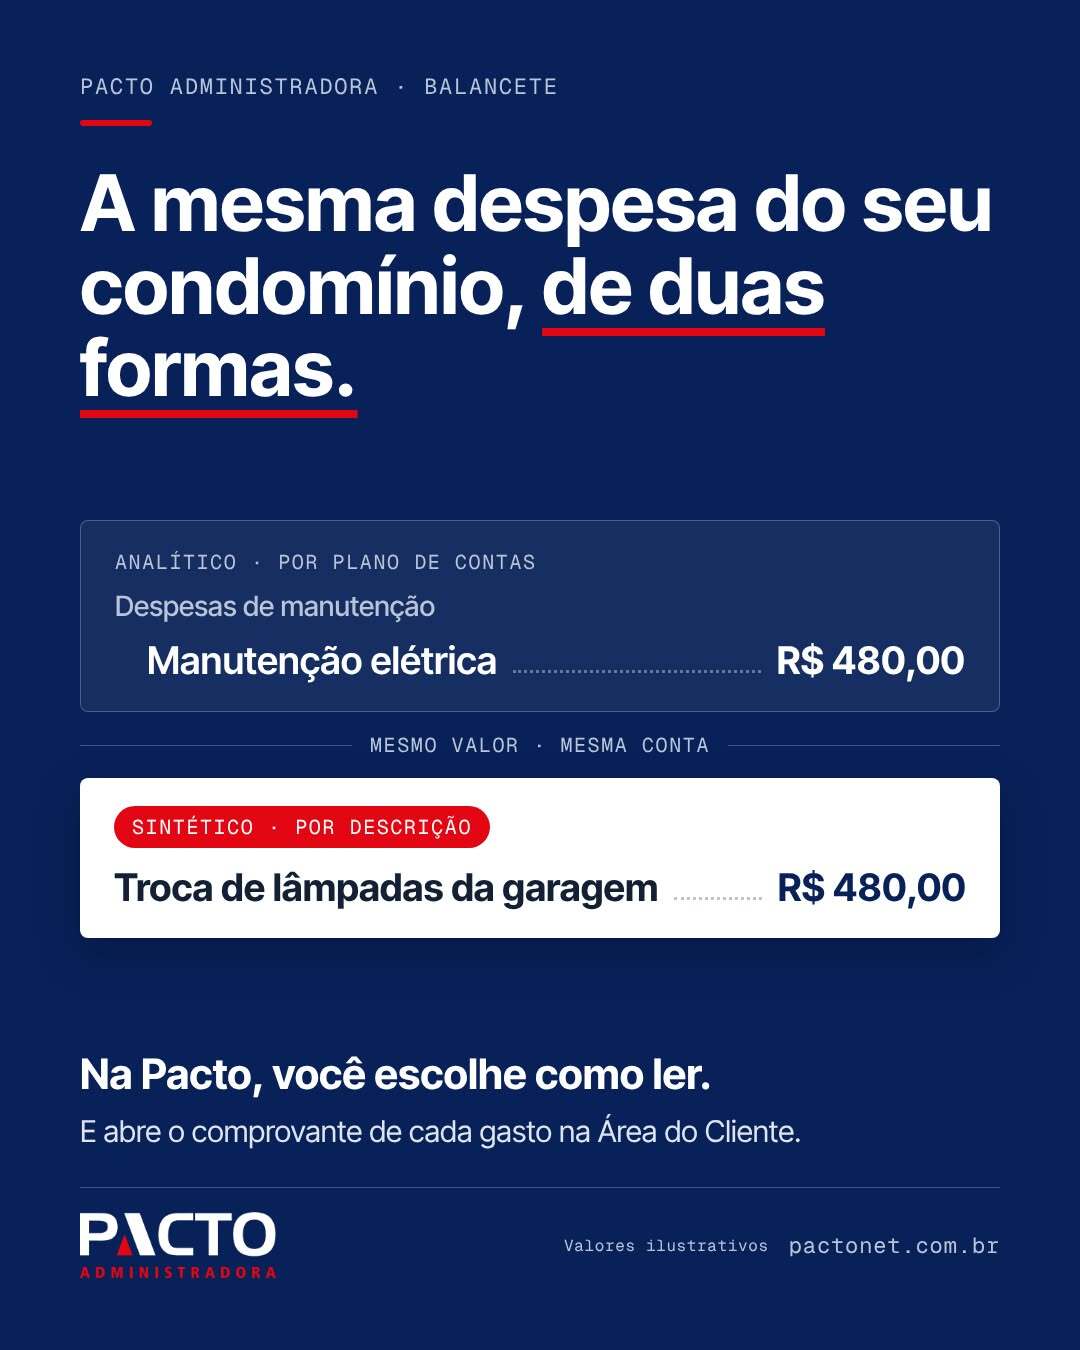 PACTO ADMINISTRADORA · BALANCETE
A mesma despesa do seu
condomínio, de duas
formas.
ANALÍTICO · POR PLANO DE CONTAS
Despesas de manutenção
Manutenção elétrica R$ 480,00
MESMO VALOR · MESMA CONTA
SINTÉTICO · POR DESCRIÇÃO
Troca de lâmpadas da garagem R$ 480,00
Na Pacto, você escolhe como ler.
E abre o comprovante de cada gasto na Área do Cliente.
PACTO
ADMINISTRADORA
Valores ilustrativos pactonet.com.br